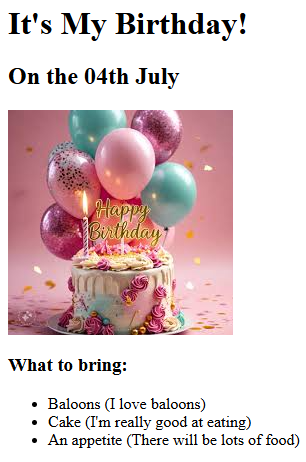 It's My Birthday!
On the 04th July
Happy
Birthday
What to bring:
Baloons (I love baloons)
Cake (I'm really good at eating)
An appetite (There will be lots of food)